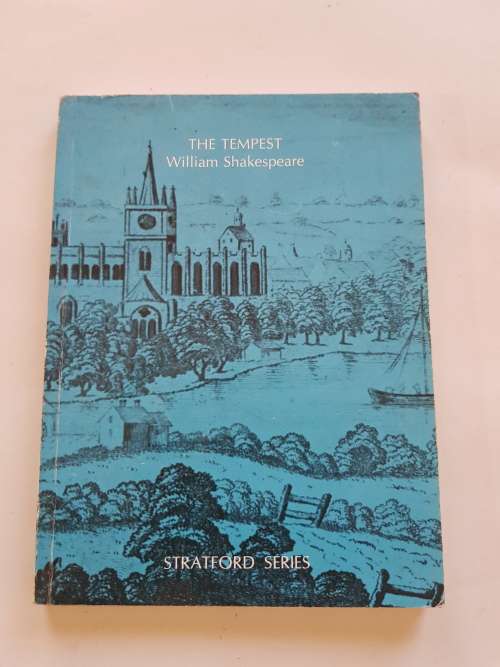 THE TEMPEST
William Shakespeare
STRATFORD SERIES